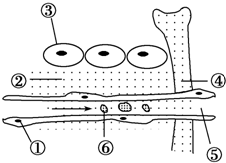 ③
② ④
⑤
① ⑥